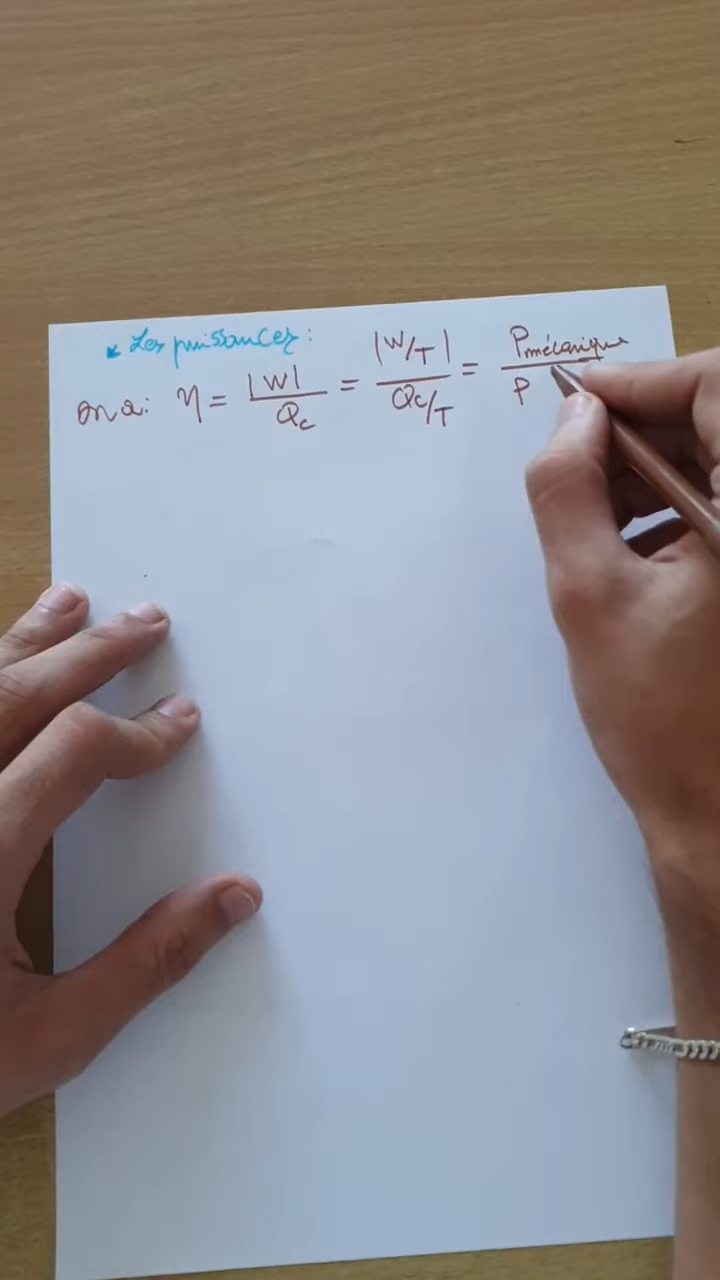 Les puissances :
on a : η = |W| / Qc = |W/T| / Qc/T = Pmécanique / P